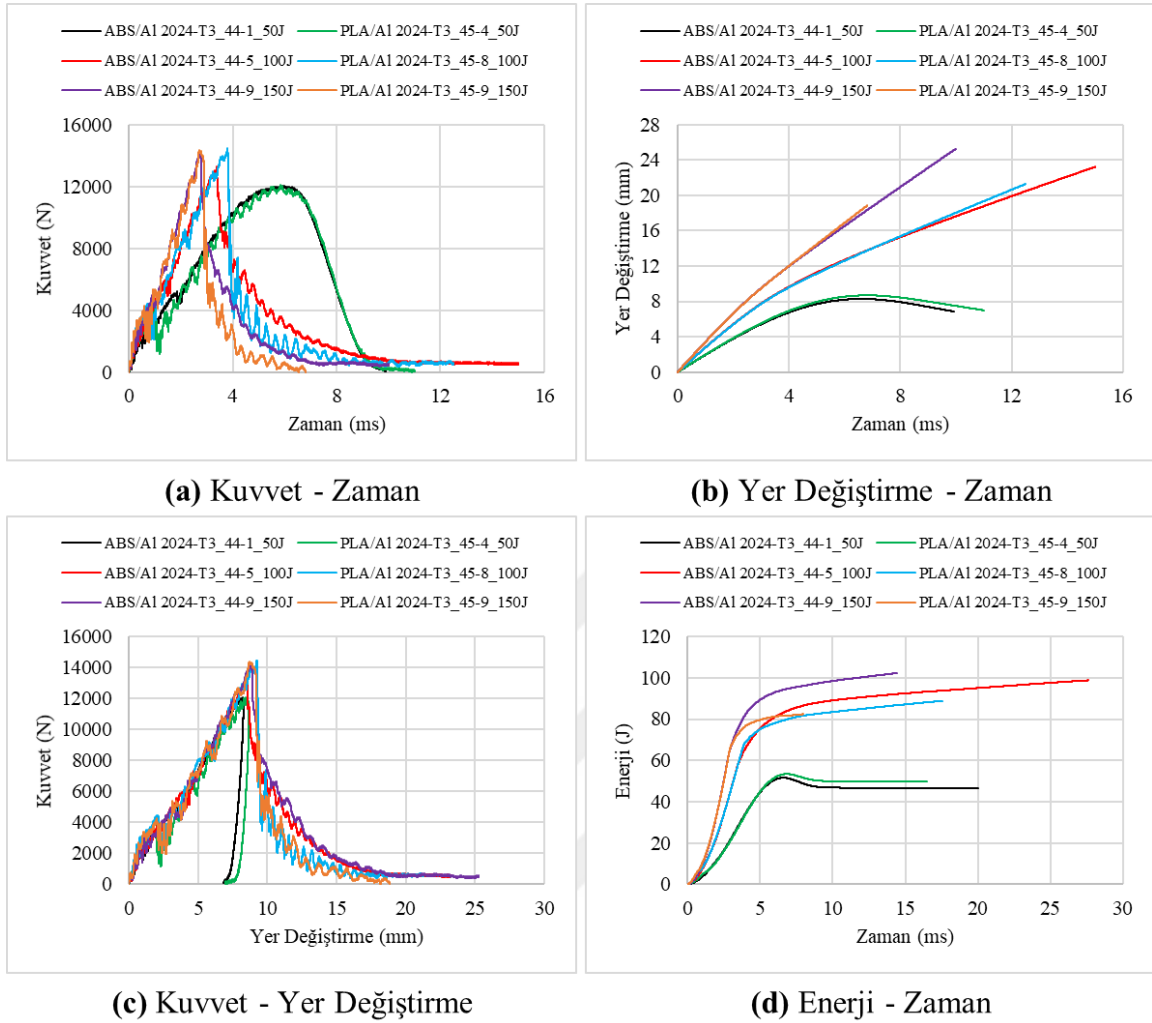 ABS/Al 2024-T3_44-1_50J PLA/Al 2024-T3_45-4_50J
ABS/Al 2024-T3_44-5_100J PLA/Al 2024-T3_45-8_100J
ABS/Al 2024-T3_44-9_150J PLA/Al 2024-T3_45-9_150J
16000
14000
12000
8000
4000
0
Kuvvet (N)
0 4 8 12 16
Zaman (ms)
(a) Kuvvet - Zaman
ABS/Al 2024-T3_44-1_50J PLA/Al 2024-T3_45-4_50J
ABS/Al 2024-T3_44-5_100J PLA/Al 2024-T3_45-8_100J
ABS/Al 2024-T3_44-9_150J PLA/Al 2024-T3_45-9_150J
28
24
20
16
12
8
4
0
Yer Değiştirme (mm)
0 4 8 12 16
Zaman (ms)
(b) Yer Değiştirme - Zaman
ABS/Al 2024-T3_44-1_50J PLA/Al 2024-T3_45-4_50J
ABS/Al 2024-T3_44-5_100J PLA/Al 2024-T3_45-8_100J
ABS/Al 2024-T3_44-9_150J PLA/Al 2024-T3_45-9_150J
16000
14000
12000
10000
8000
6000
4000
2000
0
Kuvvet (N)
0 5 10 15 20 25 30
Yer Değiştirme (mm)
(c) Kuvvet - Yer Değiştirme
ABS/Al 2024-T3_44-1_50J PLA/Al 2024-T3_45-4_50J
ABS/Al 2024-T3_44-5_100J PLA/Al 2024-T3_45-8_100J
ABS/Al 2024-T3_44-9_150J PLA/Al 2024-T3_45-9_150J
120
100
80
60
40
20
0
Enerji (J)
0 5 10 15 20 25 30
Zaman (ms)
(d) Enerji - Zaman